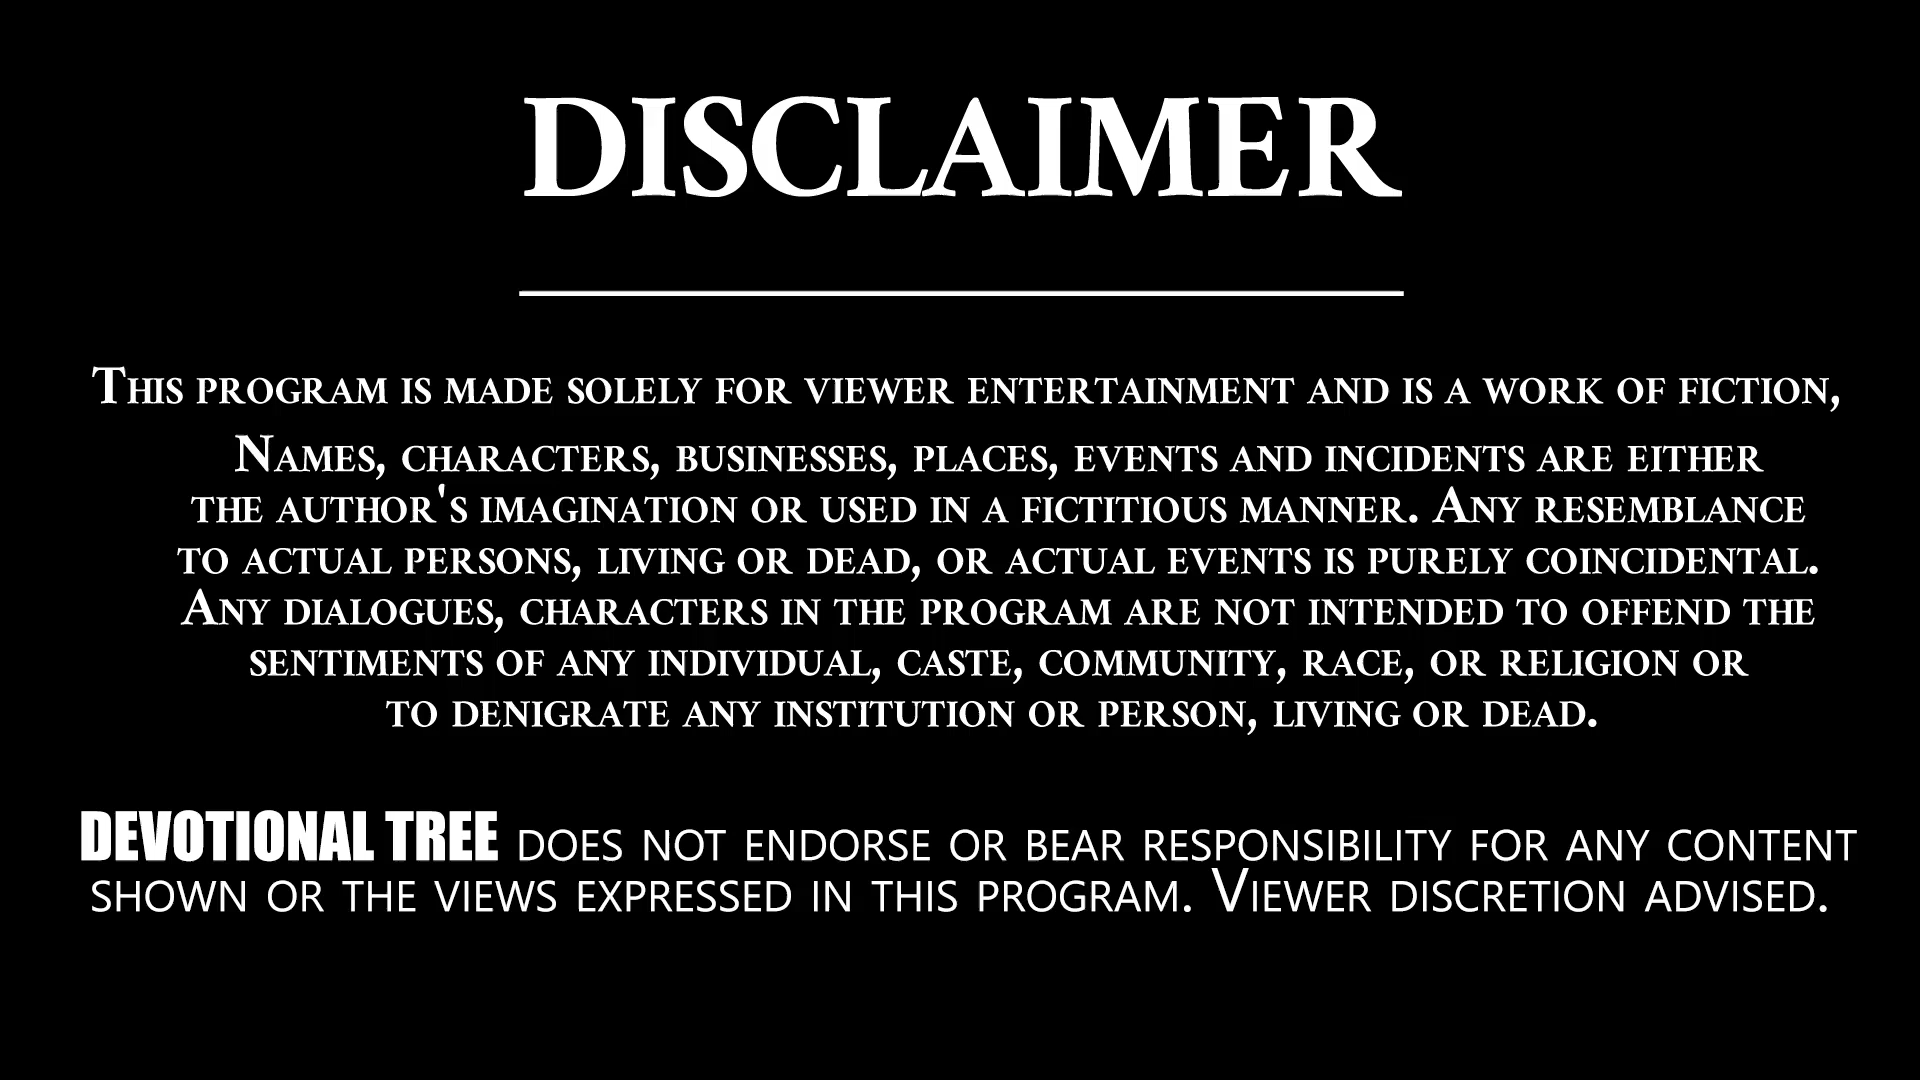 DISCLAIMER
This program is made solely for viewer entertainment and is a work of fiction,
Names, characters, businesses, places, events and incidents are either
the author's imagination or used in a fictitious manner. Any resemblance
to actual persons, living or dead, or actual events is purely coincidental.
Any dialogues, characters in the program are not intended to offend the
sentiments of any individual, caste, community, race, or religion or
to denigrate any institution or person, living or dead.
DEVOTIONAL TREE does not endorse or bear responsibility for any content
shown or the views expressed in this program. Viewer discretion advised.